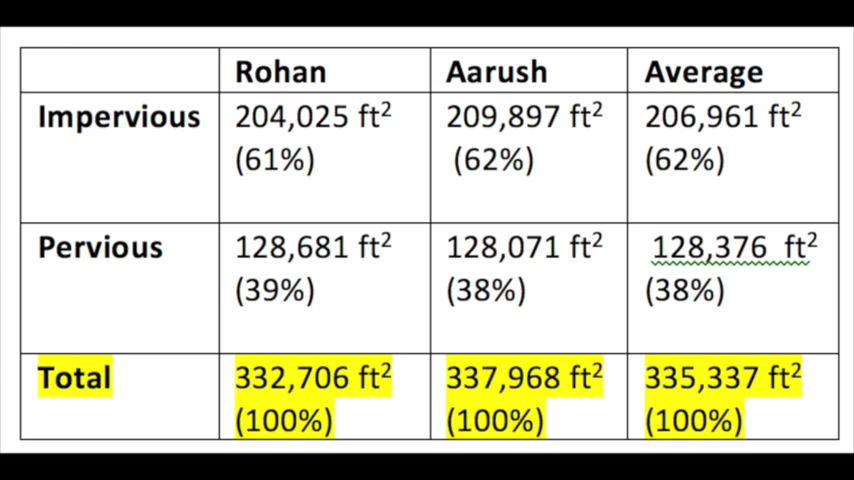 Rohan Aarush Average
Impervious 204,025 ft² 209,897 ft² 206,961 ft²
(61%) (62%) (62%)
Pervious 128,681 ft² 128,071 ft² 128,376 ft²
(39%) (38%) (38%)
Total 332,706 ft² 337,968 ft² 335,337 ft²
(100%) (100%) (100%)